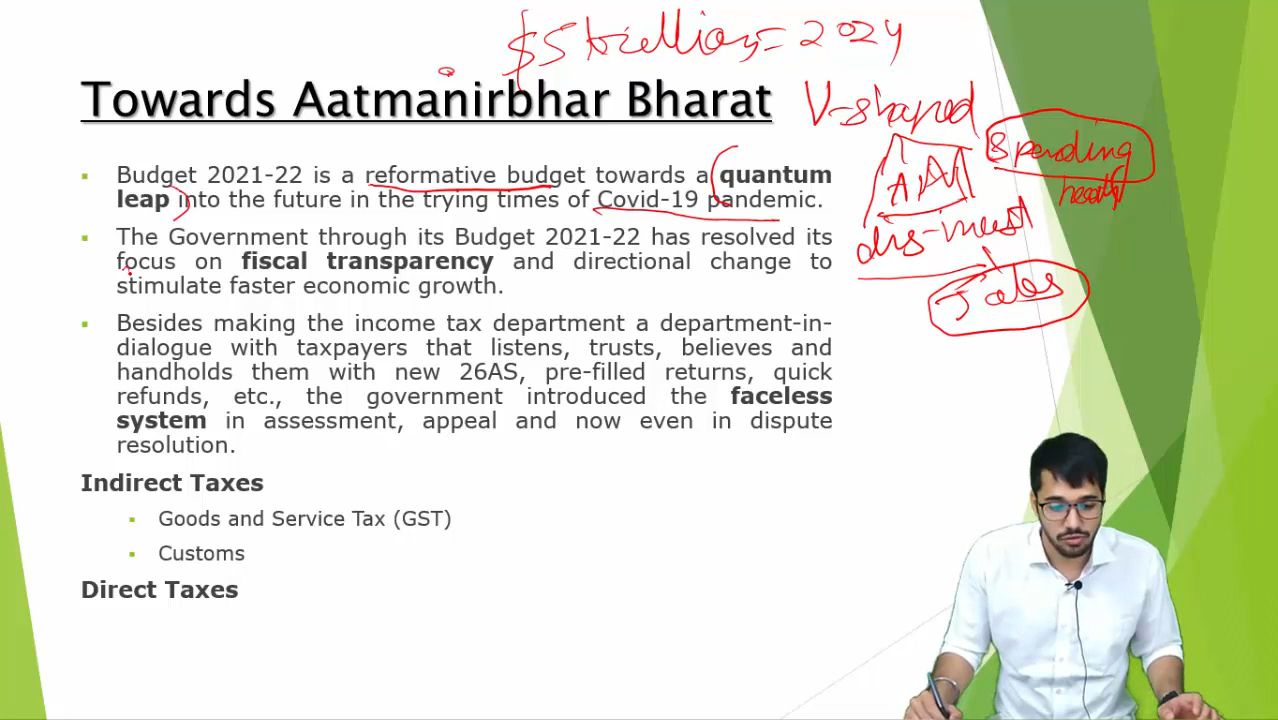 $5 trillion = 2024
Towards Aatmanirbhar Bharat
V-shaped
Spending
health
dis-invest
Sales
Budget 2021-22 is a reformative budget towards a quantum
leap into the future in the trying times of Covid-19 pandemic.
The Government through its Budget 2021-22 has resolved its
focus on fiscal transparency and directional change to
stimulate faster economic growth.
Besides making the income tax department a department-in-
dialogue with taxpayers that listens, trusts, believes and
handholds them with new 26AS, pre-filled returns, quick
refunds, etc., the government introduced the faceless
system in assessment, appeal and now even in dispute
resolution.
Indirect Taxes
Goods and Service Tax (GST)
Customs
Direct Taxes